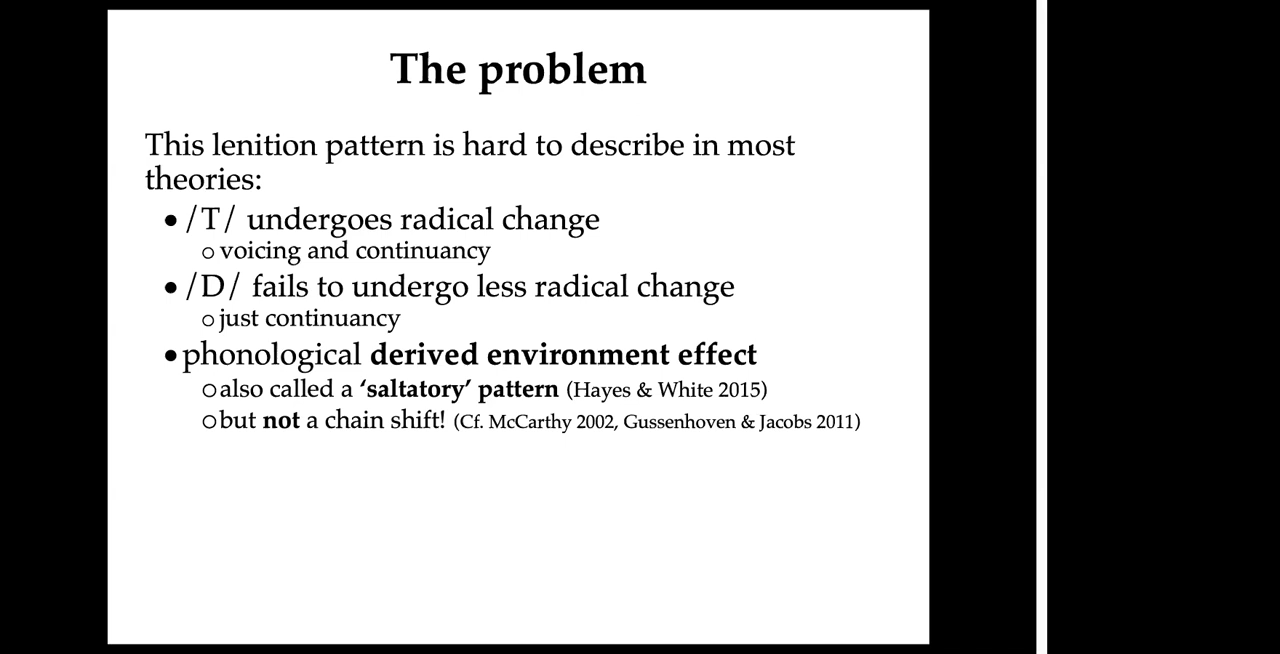 The problem
This lenition pattern is hard to describe in most
theories:
• /T/ undergoes radical change
○ voicing and continuancy
• /D/ fails to undergo less radical change
○ just continuancy
• phonological derived environment effect
○ also called a ‘saltatory’ pattern (Hayes & White 2015)
○ but not a chain shift! (Cf. McCarthy 2002, Gussenhoven & Jacobs 2011)